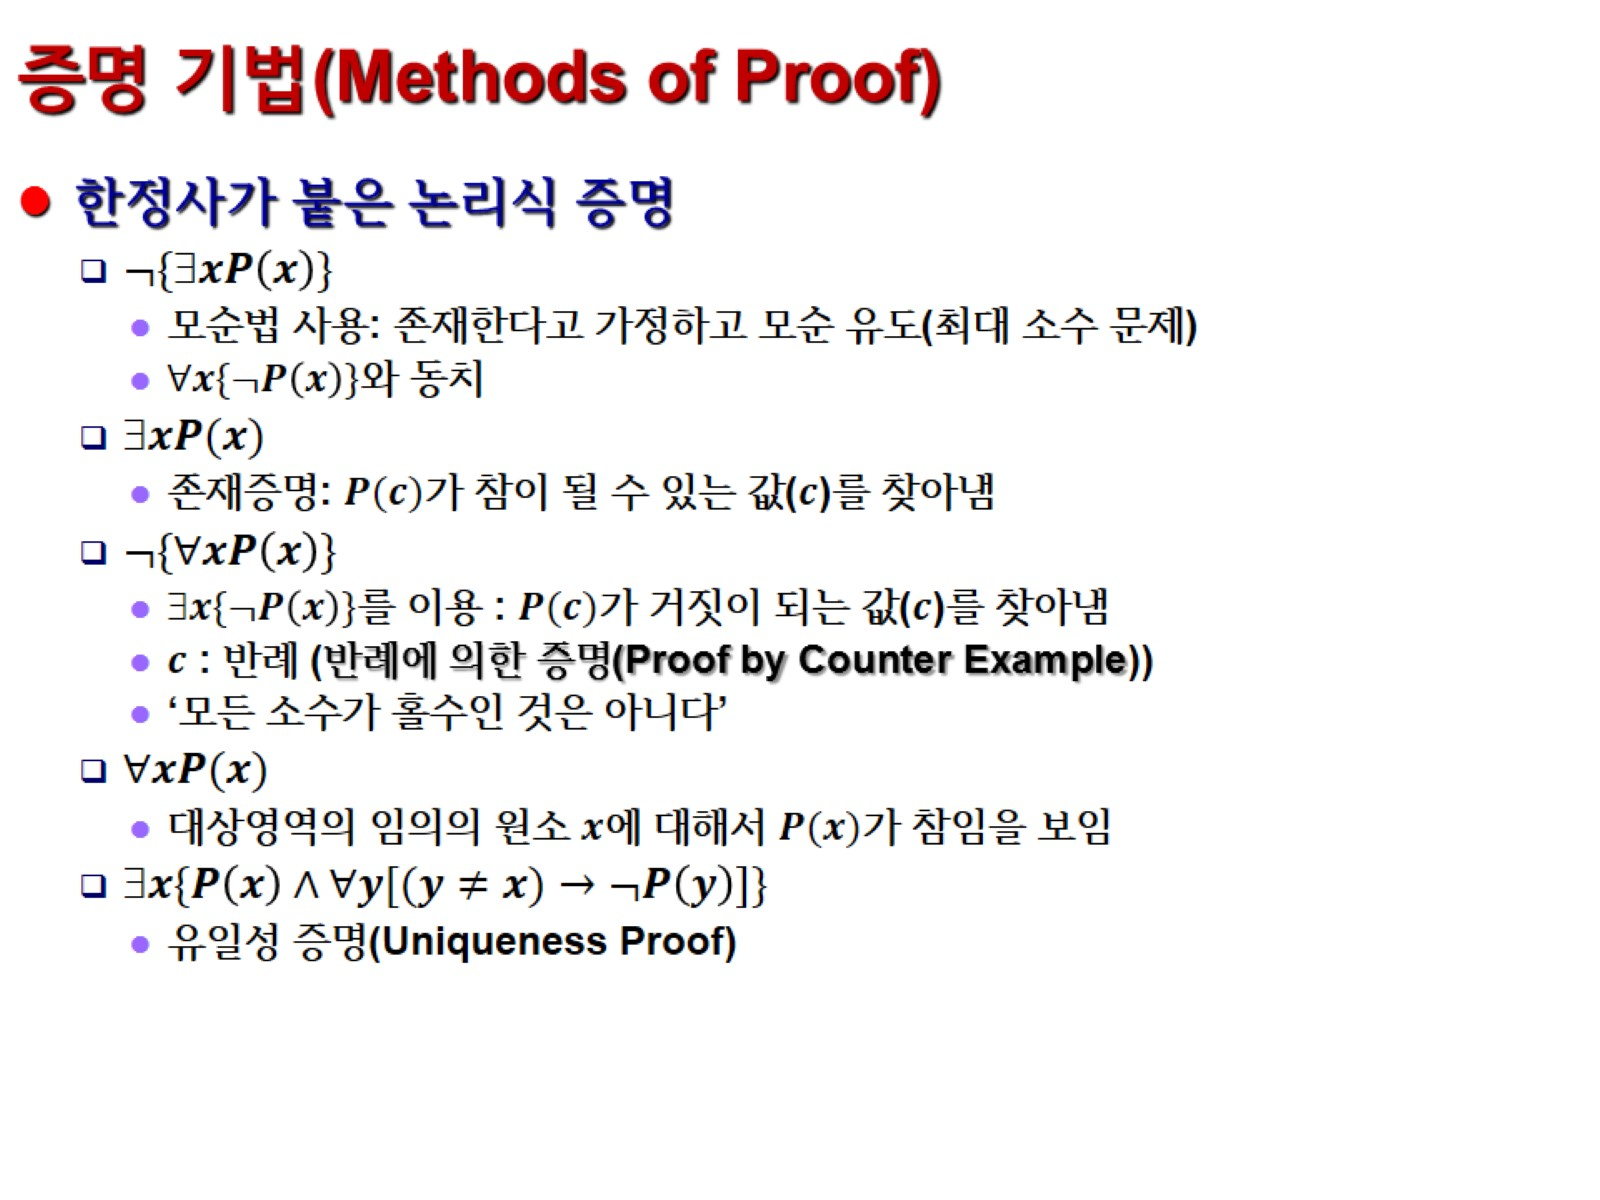 증명 기법(Methods of Proof)
한정사가 붙은 논리식 증명
¬{∃xP(x)}
모순법 사용: 존재한다고 가정하고 모순 유도(최대 소수 문제)
∀x{¬P(x)}와 동치
∃xP(x)
존재증명: P(c)가 참이 될 수 있는 값(c)를 찾아냄
¬{∀xP(x)}
∃x{¬P(x)}를 이용 : P(c)가 거짓이 되는 값(c)를 찾아냄
c : 반례 (반례에 의한 증명(Proof by Counter Example))
‘모든 소수가 홀수인 것은 아니다’
∀xP(x)
대상영역의 임의의 원소 x에 대해서 P(x)가 참임을 보임
∃x{P(x) ∧ ∀y[(y ≠ x) → ¬P(y)]}
유일성 증명(Uniqueness Proof)